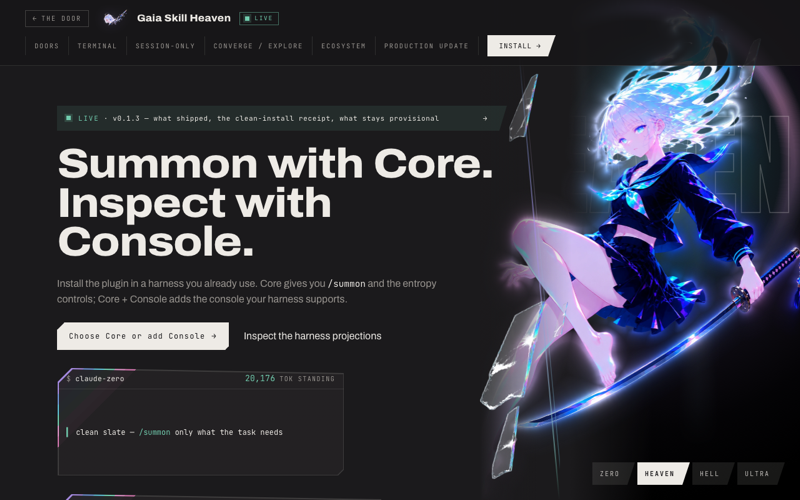 ← THE DOOR
Gaia Skill Heaven
LIVE
DOORS
TERMINAL
SESSION-ONLY
CONVERGE / EXPLORE
ECOSYSTEM
PRODUCTION UPDATE
INSTALL →
LIVE · v0.1.3 — what shipped, the clean-install receipt, what stays provisional →
Summon with Core.
Inspect with
Console.
Install the plugin in a harness you already use. Core gives you /summon and the entropy
controls; Core + Console adds the console your harness supports.
Choose Core or add Console →
Inspect the harness projections
$ claude-zero
20,176 TOK STANDING
clean slate — /summon only what the task needs
ZERO
HEAVEN
HELL
ULTRA